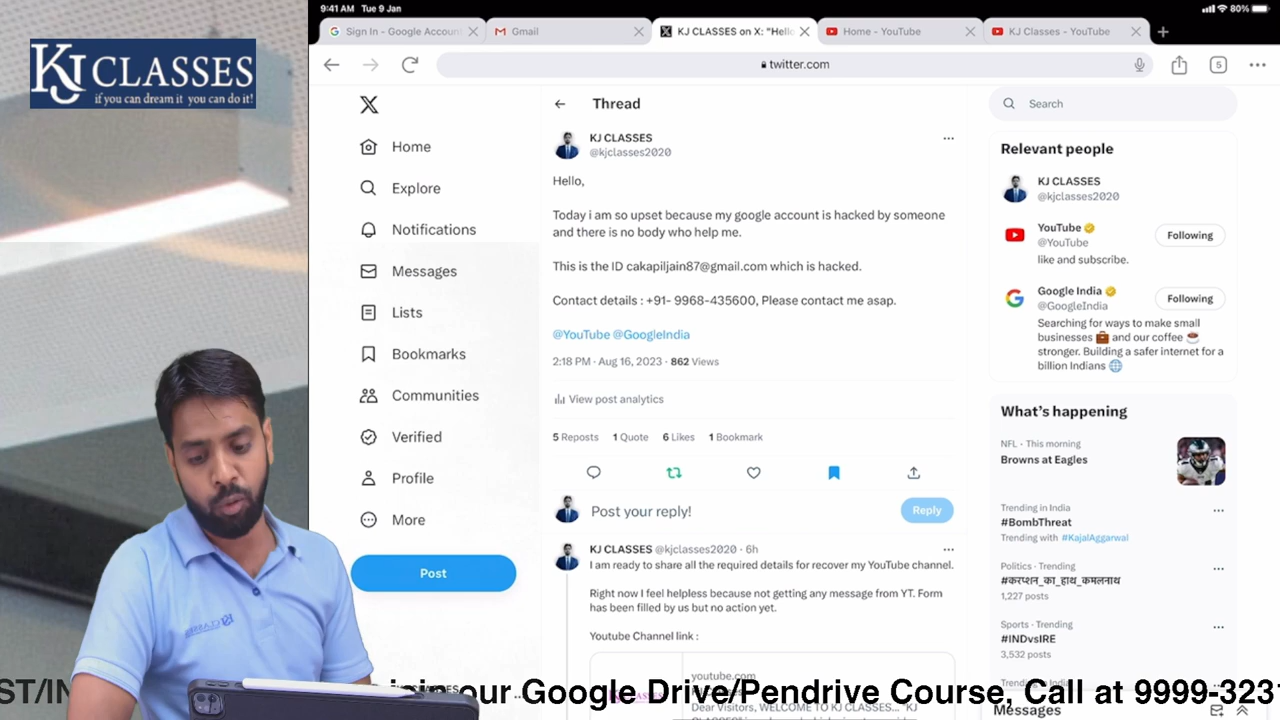 9:41 AM Tue 9 Jan
80%
Sign In - Google Accoun
Gmail
KJ CLASSES on X: "Hello
Home - YouTube
KJ Classes - YouTube
twitter.com
5
KJ CLASSES
if you can dream it you can do it!
Home
Explore
Notifications
Messages
Lists
Bookmarks
Communities
Verified
Profile
More
Post
Thread
KJ CLASSES
@kjclasses2020
Hello,
Today i am so upset because my google account is hacked by someone
and there is no body who help me.
This is the ID cakapiljain87@gmail.com which is hacked.
Contact details : +91- 9968-435600, Please contact me asap.
@YouTube @GoogleIndia
2:18 PM · Aug 16, 2023 · 862 Views
View post analytics
5 Reposts 1 Quote 6 Likes 1 Bookmark
Post your reply!
Reply
KJ CLASSES @kjclasses2020 · 6h
I am ready to share all the required details for recover my YouTube channel.
Right now I feel helpless because not getting any message from YT. Form
has been filled by us but no action yet.
Youtube Channel link :
youtube.com
Dear Visitors, WELCOME TO KJ CLASSES... "KJ
Search
Relevant people
KJ CLASSES
@kjclasses2020
YouTube
@YouTube
Following
like and subscribe.
Google India
@GoogleIndia
Following
Searching for ways to make small
businesses 💼 and our coffee ☕
stronger. Building a safer internet for a
billion Indians 🌐
What's happening
NFL · This morning
Browns at Eagles
Trending in India
#BombThreat
Trending with #KajalAggarwal
Politics · Trending
#करप्शन_का_हाथ_कमलनाथ
1,227 posts
Sports · Trending
#INDvsIRE
3,532 posts
Messages
KJ CLASSES
our Google Drive/Pendrive Course, Call at 9999-323